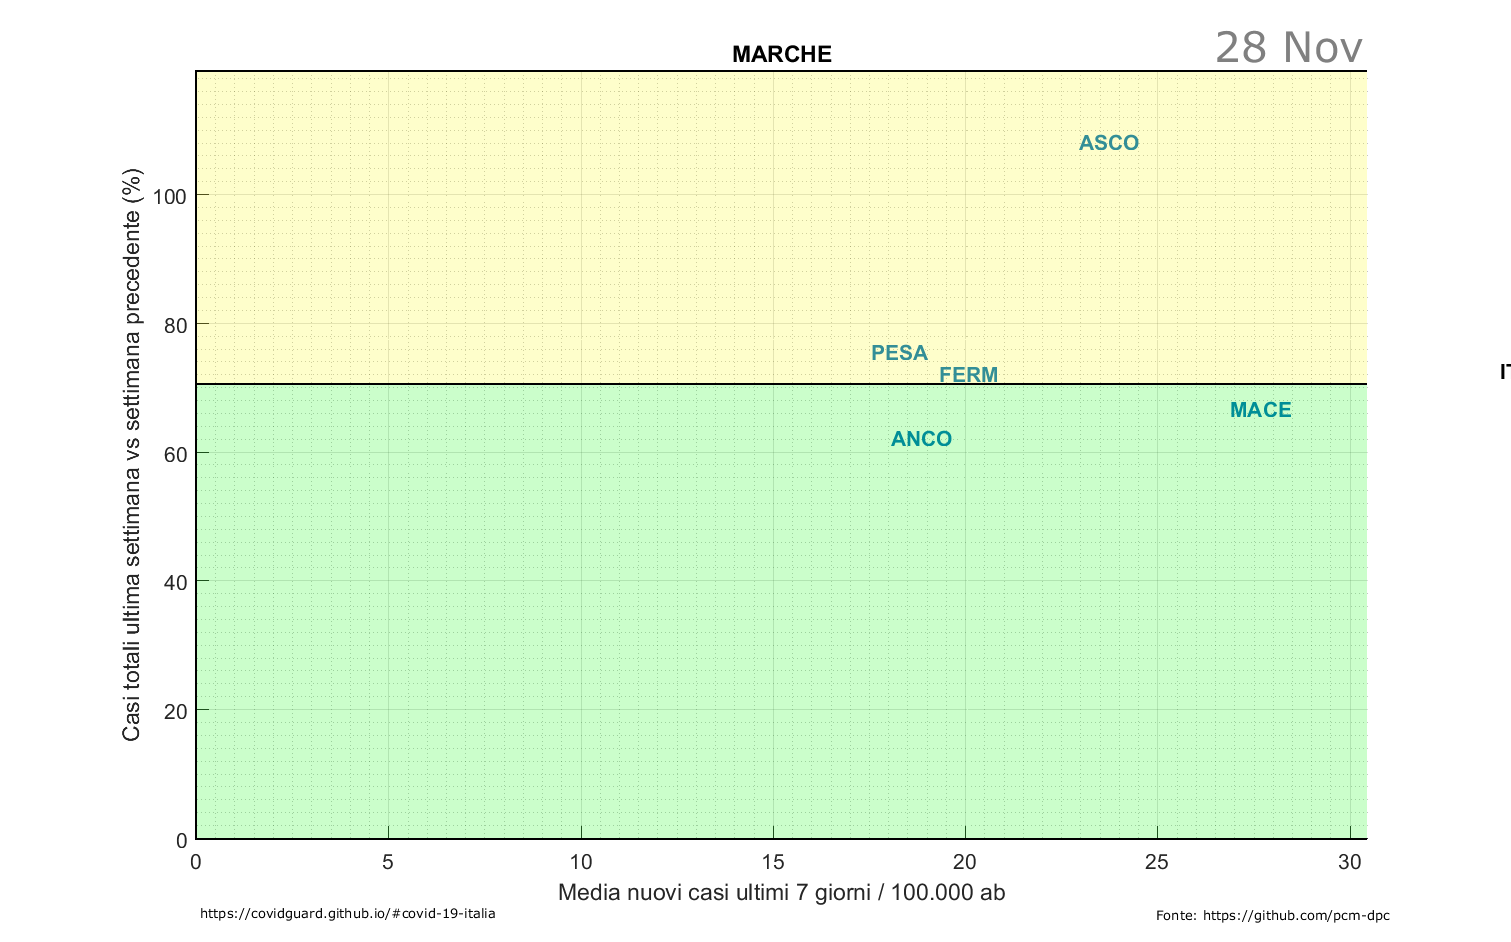 28 Nov
MARCHE
Casi totali ultima settimana vs settimana precedente (%)
100
80
60
40
20
0
ASCO
PESA
FERM
IT
MACE
ANCO
0 5 10 15 20 25 30
Media nuovi casi ultimi 7 giorni / 100.000 ab
https://covidguard.github.io/#covid-19-italia
Fonte: https://github.com/pcm-dpc